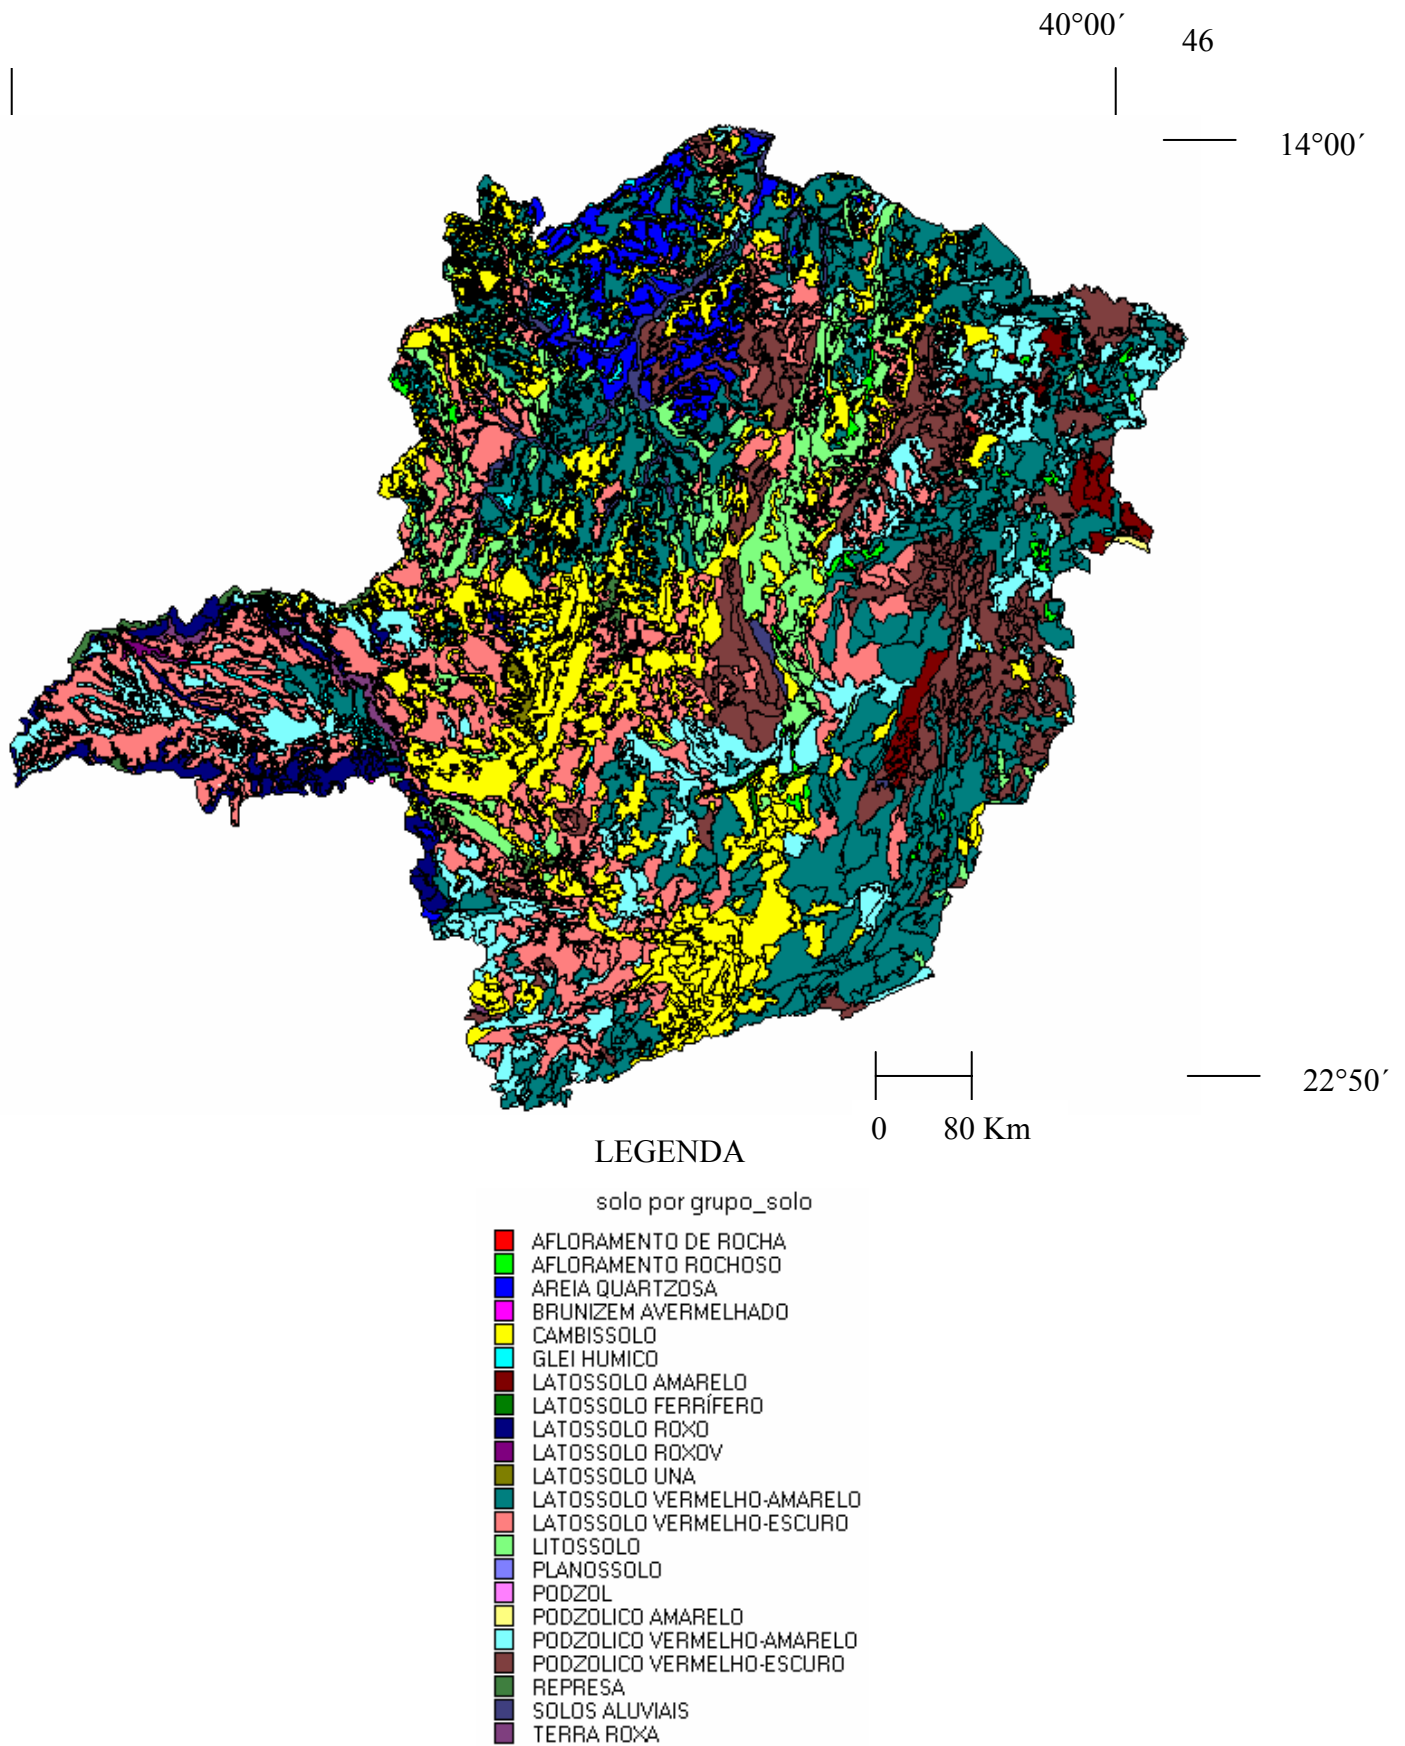 40°00´
46
14°00´
22°50´
0 80 Km
LEGENDA
solo por grupo_solo
AFLORAMENTO DE ROCHA
AFLORAMENTO ROCHOSO
AREIA QUARTZOSA
BRUNIZEM AVERMELHADO
CAMBISSOLO
GLEI HUMICO
LATOSSOLO AMARELO
LATOSSOLO FERRÍFERO
LATOSSOLO ROXO
LATOSSOLO ROXOV
LATOSSOLO UNA
LATOSSOLO VERMELHO-AMARELO
LATOSSOLO VERMELHO-ESCURO
LITOSSOLO
PLANOSSOLO
PODZOL
PODZOLICO AMARELO
PODZOLICO VERMELHO-AMARELO
PODZOLICO VERMELHO-ESCURO
REPRESA
SOLOS ALUVIAIS
TERRA ROXA